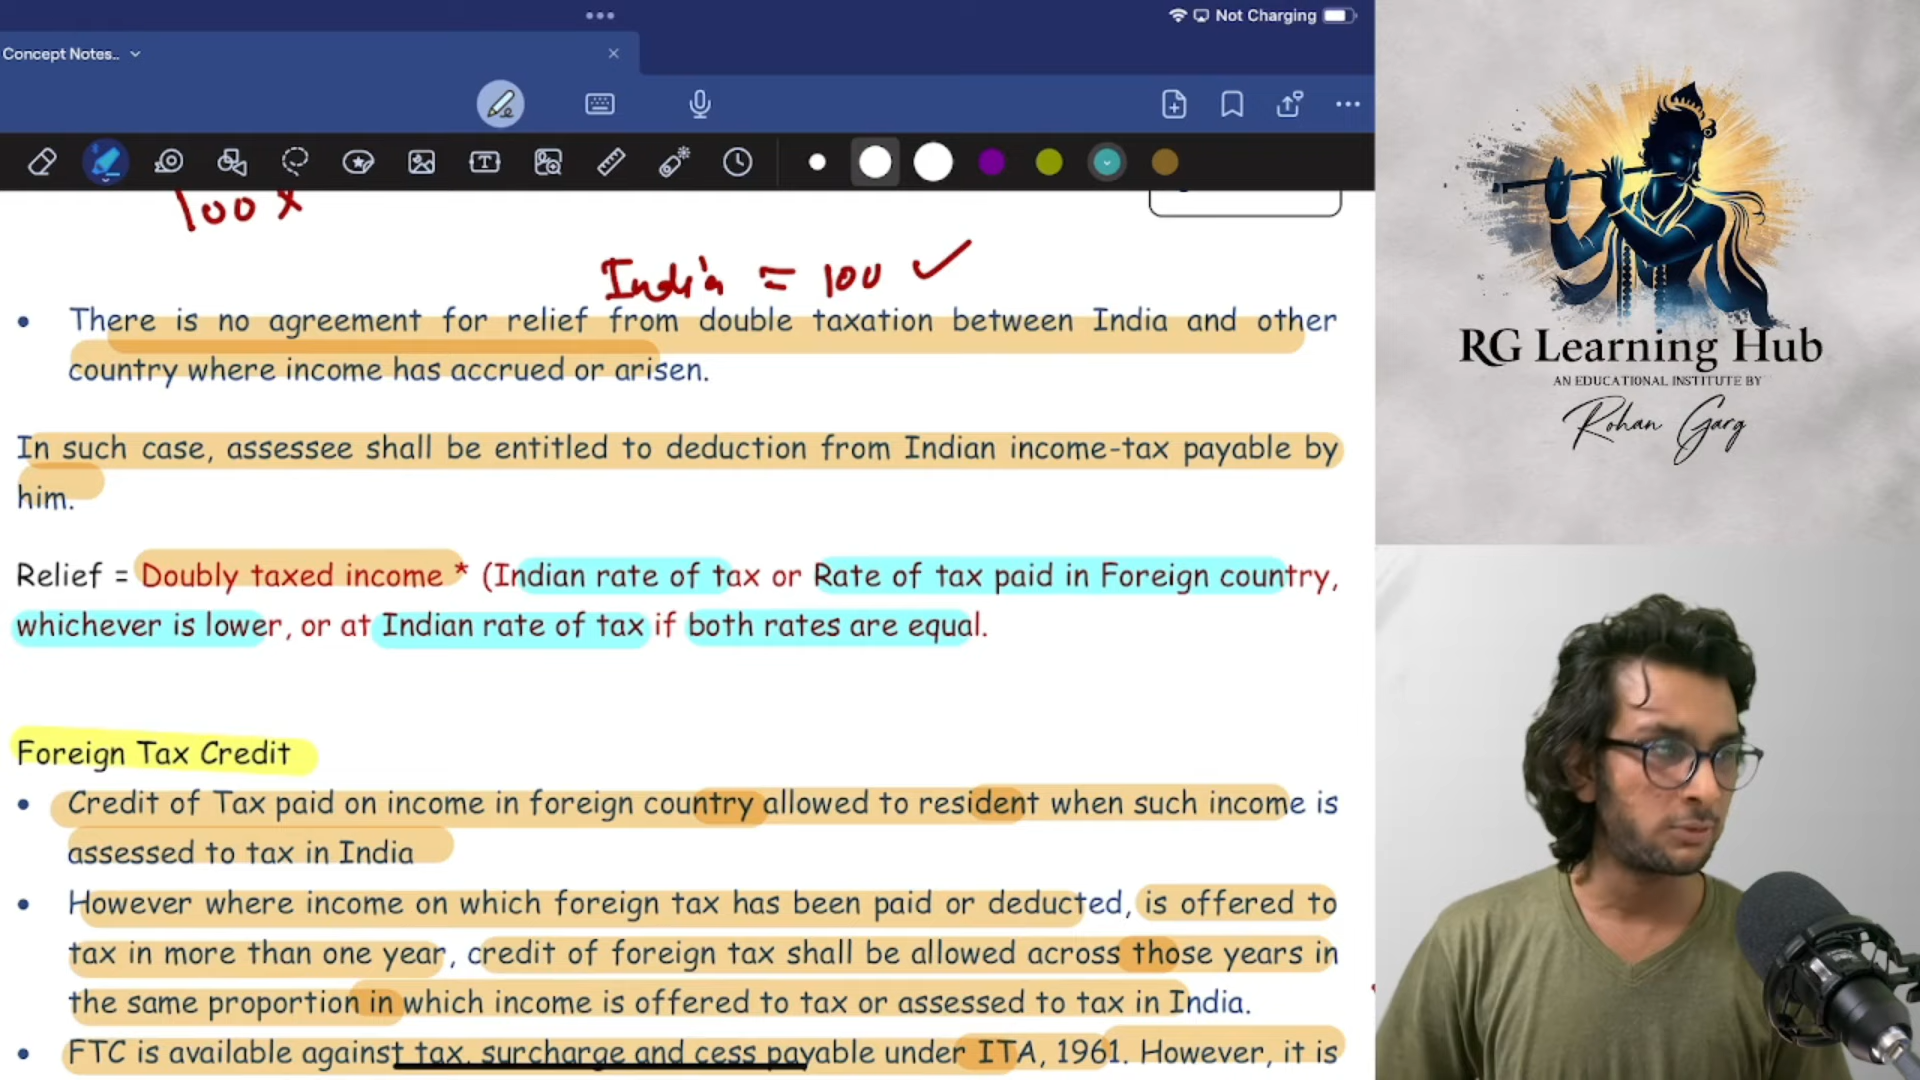 Not Charging
Concept Notes..
100 x
India = 100 ✓
• There is no agreement for relief from double taxation between India and other
country where income has accrued or arisen.
In such case, assessee shall be entitled to deduction from Indian income-tax payable by
him.
Relief = Doubly taxed income * (Indian rate of tax or Rate of tax paid in Foreign country,
whichever is lower, or at Indian rate of tax if both rates are equal.
Foreign Tax Credit
• Credit of Tax paid on income in foreign country allowed to resident when such income is
assessed to tax in India
• However where income on which foreign tax has been paid or deducted, is offered to
tax in more than one year, credit of foreign tax shall be allowed across those years in
the same proportion in which income is offered to tax or assessed to tax in India.
• FTC is available against tax, surcharge and cess payable under ITA, 1961. However, it is
RG Learning Hub
AN EDUCATIONAL INSTITUTE BY
Rohan Garg